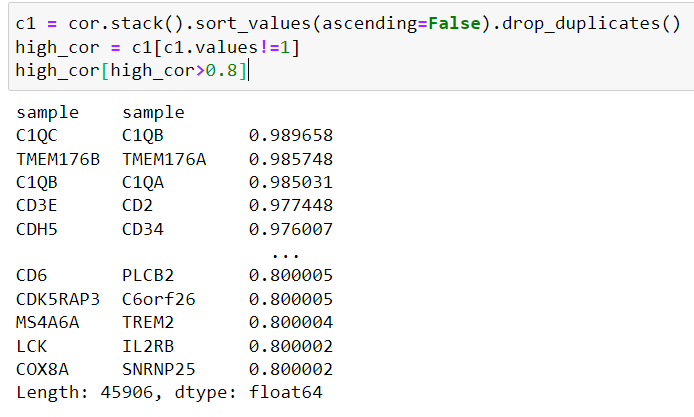 c1 = cor.stack().sort_values(ascending=False).drop_duplicates()
high_cor = c1[c1.values!=1]
high_cor[high_cor>0.8]
sample    sample
C1QC      C1QB        0.989658
TMEM176B  TMEM176A    0.985748
C1QB      C1QA        0.985031
CD3E      CD2         0.977448
CDH5      CD34        0.976007
                        ...
CD6       PLCB2       0.800005
CDK5RAP3  C6orf26     0.800005
MS4A6A    TREM2       0.800004
LCK       IL2RB       0.800002
COX8A     SNRNP25     0.800002
Length: 45906, dtype: float64